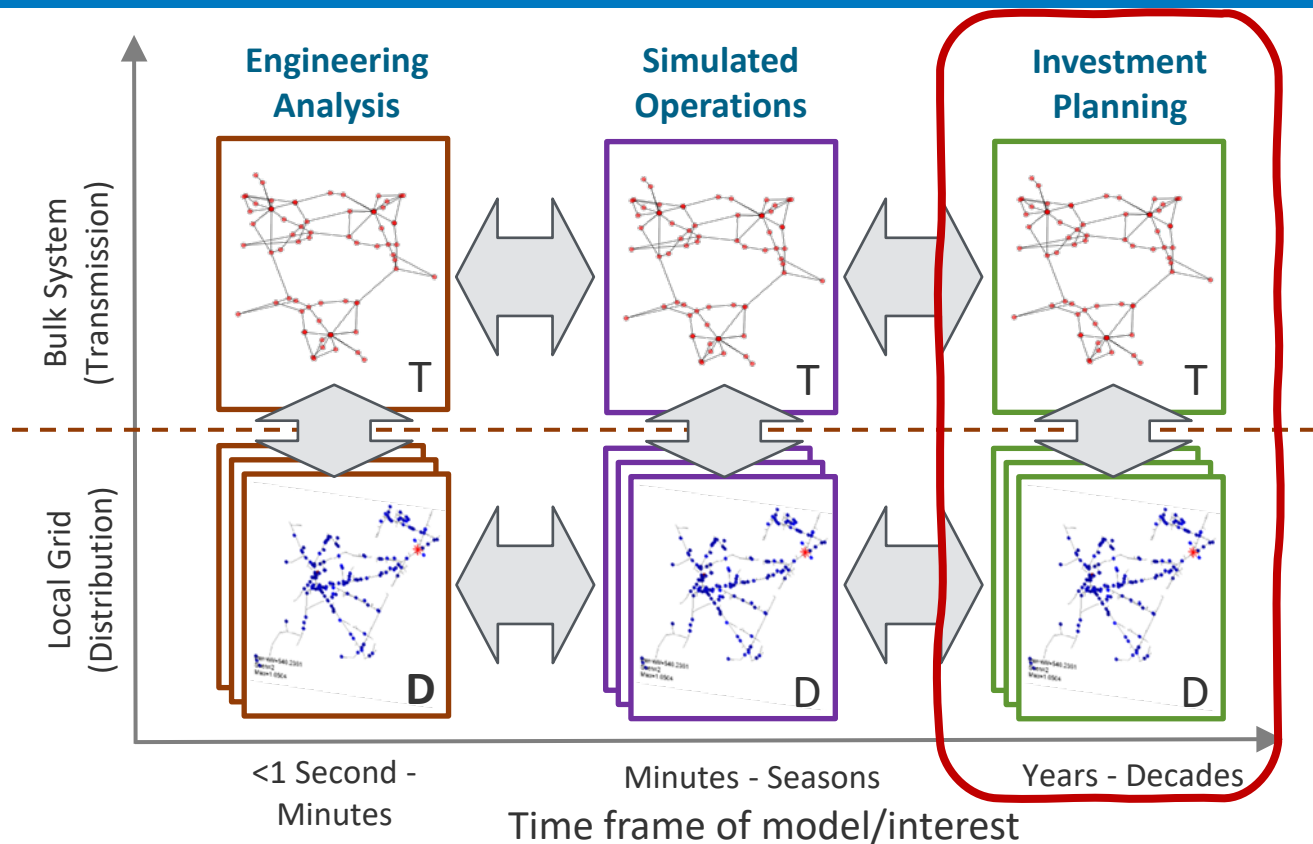 Engineering
Analysis
Simulated
Operations
Investment
Planning
Bulk System
(Transmission)
T
T
T
Local Grid
(Distribution)
D
D
D
<1 Second -
Minutes
Minutes - Seasons
Years - Decades
Time frame of model/interest